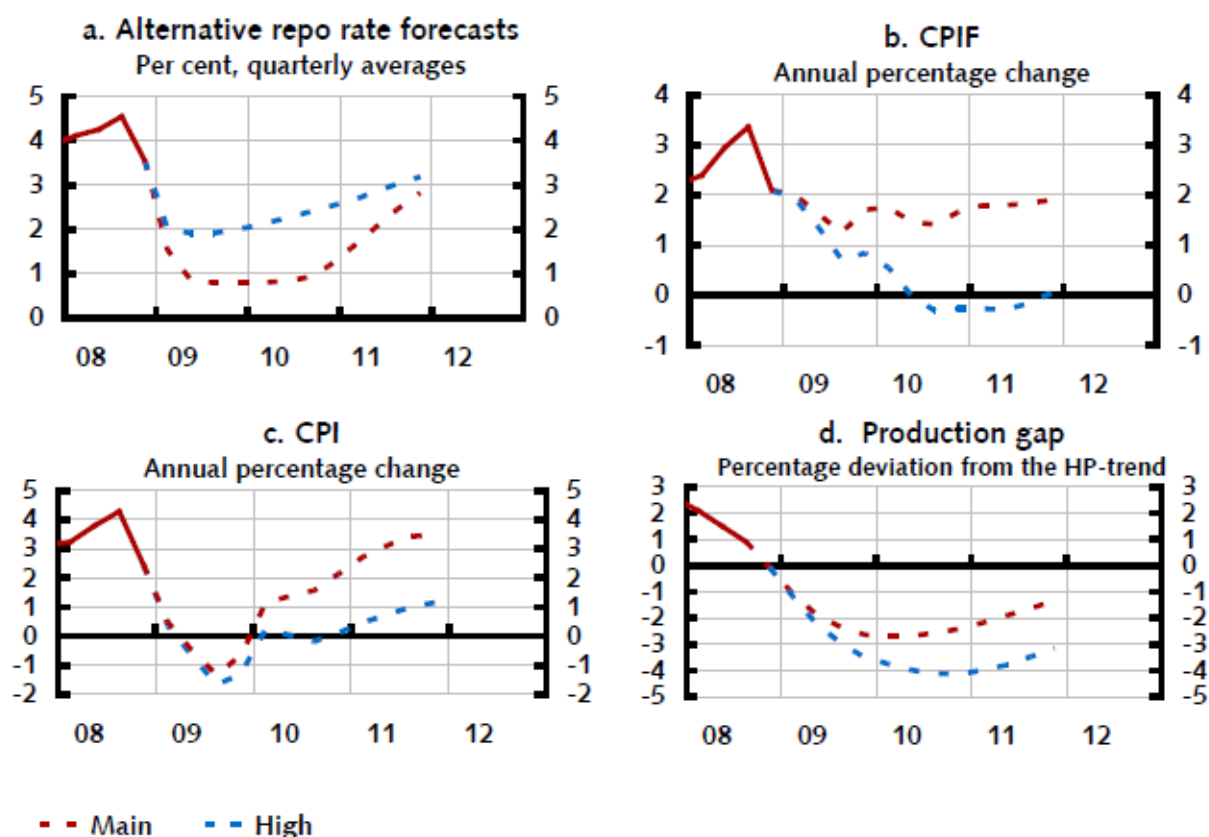 a. Alternative repo rate forecasts
Per cent, quarterly averages
5 5
4 4
3 3
2 2
1 1
0 0
08 09 10 11 12
b. CPIF
Annual percentage change
4 4
3 3
2 2
1 1
0 0
-1 -1
08 09 10 11 12
c. CPI
Annual percentage change
5 5
4 4
3 3
2 2
1 1
0 0
-1 -1
-2 -2
08 09 10 11 12
d. Production gap
Percentage deviation from the HP-trend
3 3
2 2
1 1
0 0
-1 -1
-2 -2
-3 -3
-4 -4
-5 -5
08 09 10 11 12
Main High